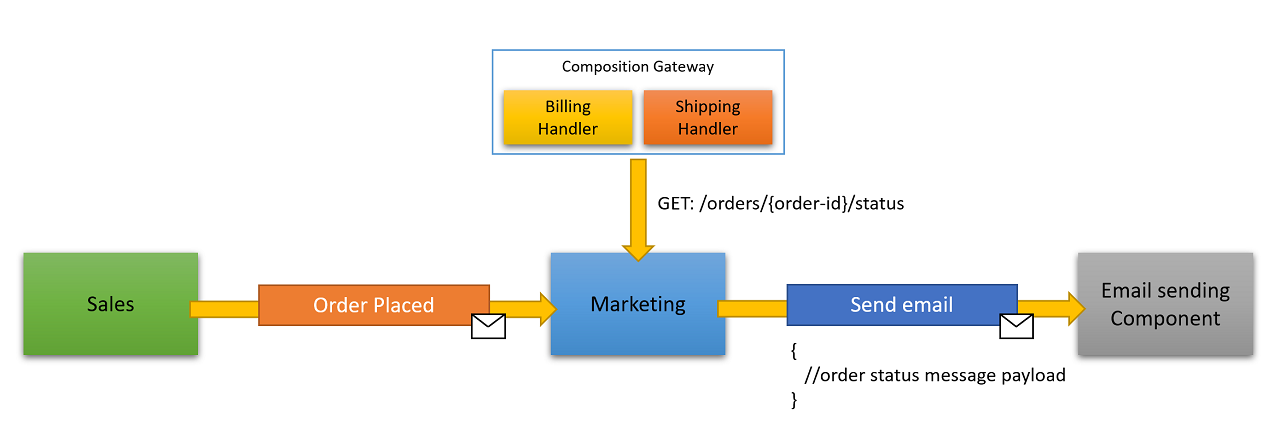 Composition Gateway
Billing
Handler
Shipping
Handler
GET: /orders/{order-id}/status
Sales
Order Placed
Marketing
Send email
Email sending
Component
{
//order status message payload
}